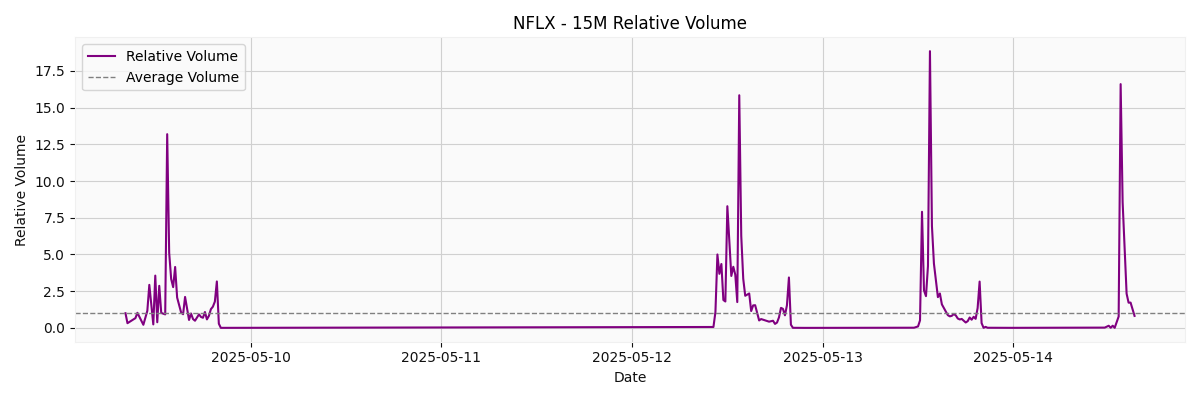 NFLX - 15M Relative Volume
Relative Volume
Average Volume
Relative Volume
17.5
15.0
12.5
10.0
7.5
5.0
2.5
0.0
2025-05-10
2025-05-11
2025-05-12
2025-05-13
2025-05-14
Date